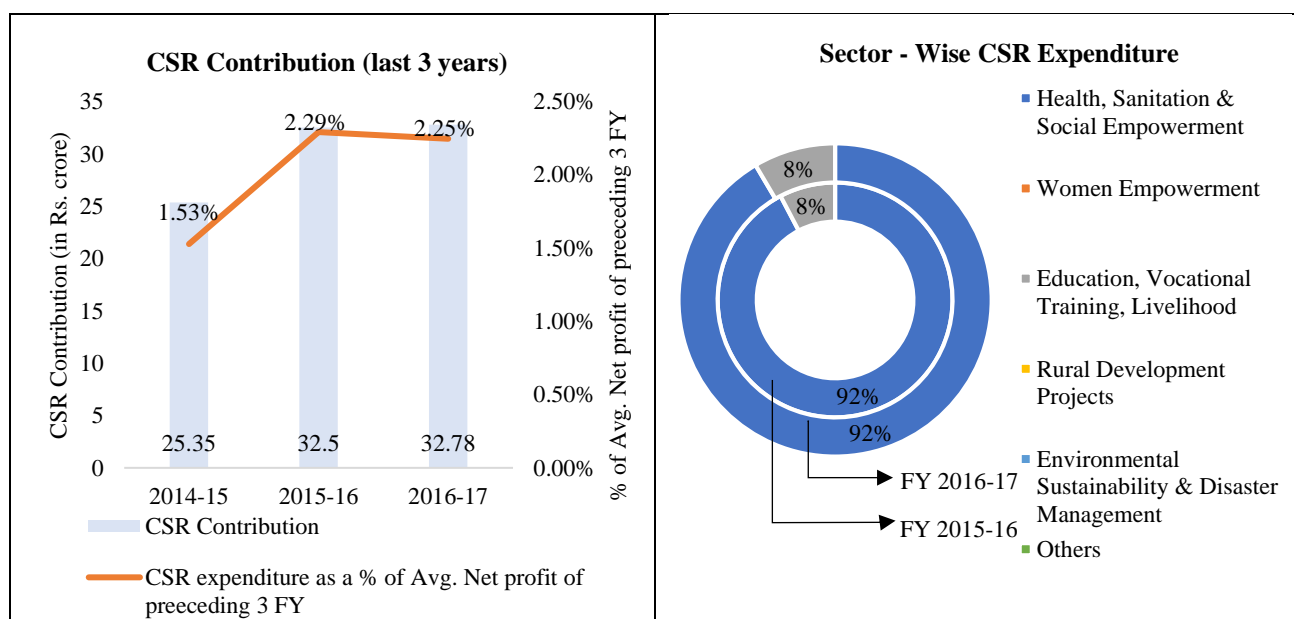 CSR Contribution (last 3 years)
CSR Contribution (in Rs. crore)
35
30
25
20
15
10
5
0
2.50%
2.00%
1.50%
1.00%
0.50%
0.00%
% of Avg. Net profit of preeceding 3 FY
1.53%
2.29%
2.25%
25.35
32.5
32.78
2014-15
2015-16
2016-17
CSR Contribution
CSR expenditure as a % of Avg. Net profit of
preeceding 3 FY
Sector - Wise CSR Expenditure
8%
8%
92%
92%
FY 2016-17
FY 2015-16
Health, Sanitation &
Social Empowerment
Women Empowerment
Education, Vocational
Training, Livelihood
Rural Development
Projects
Environmental
Sustainability & Disaster
Management
Others